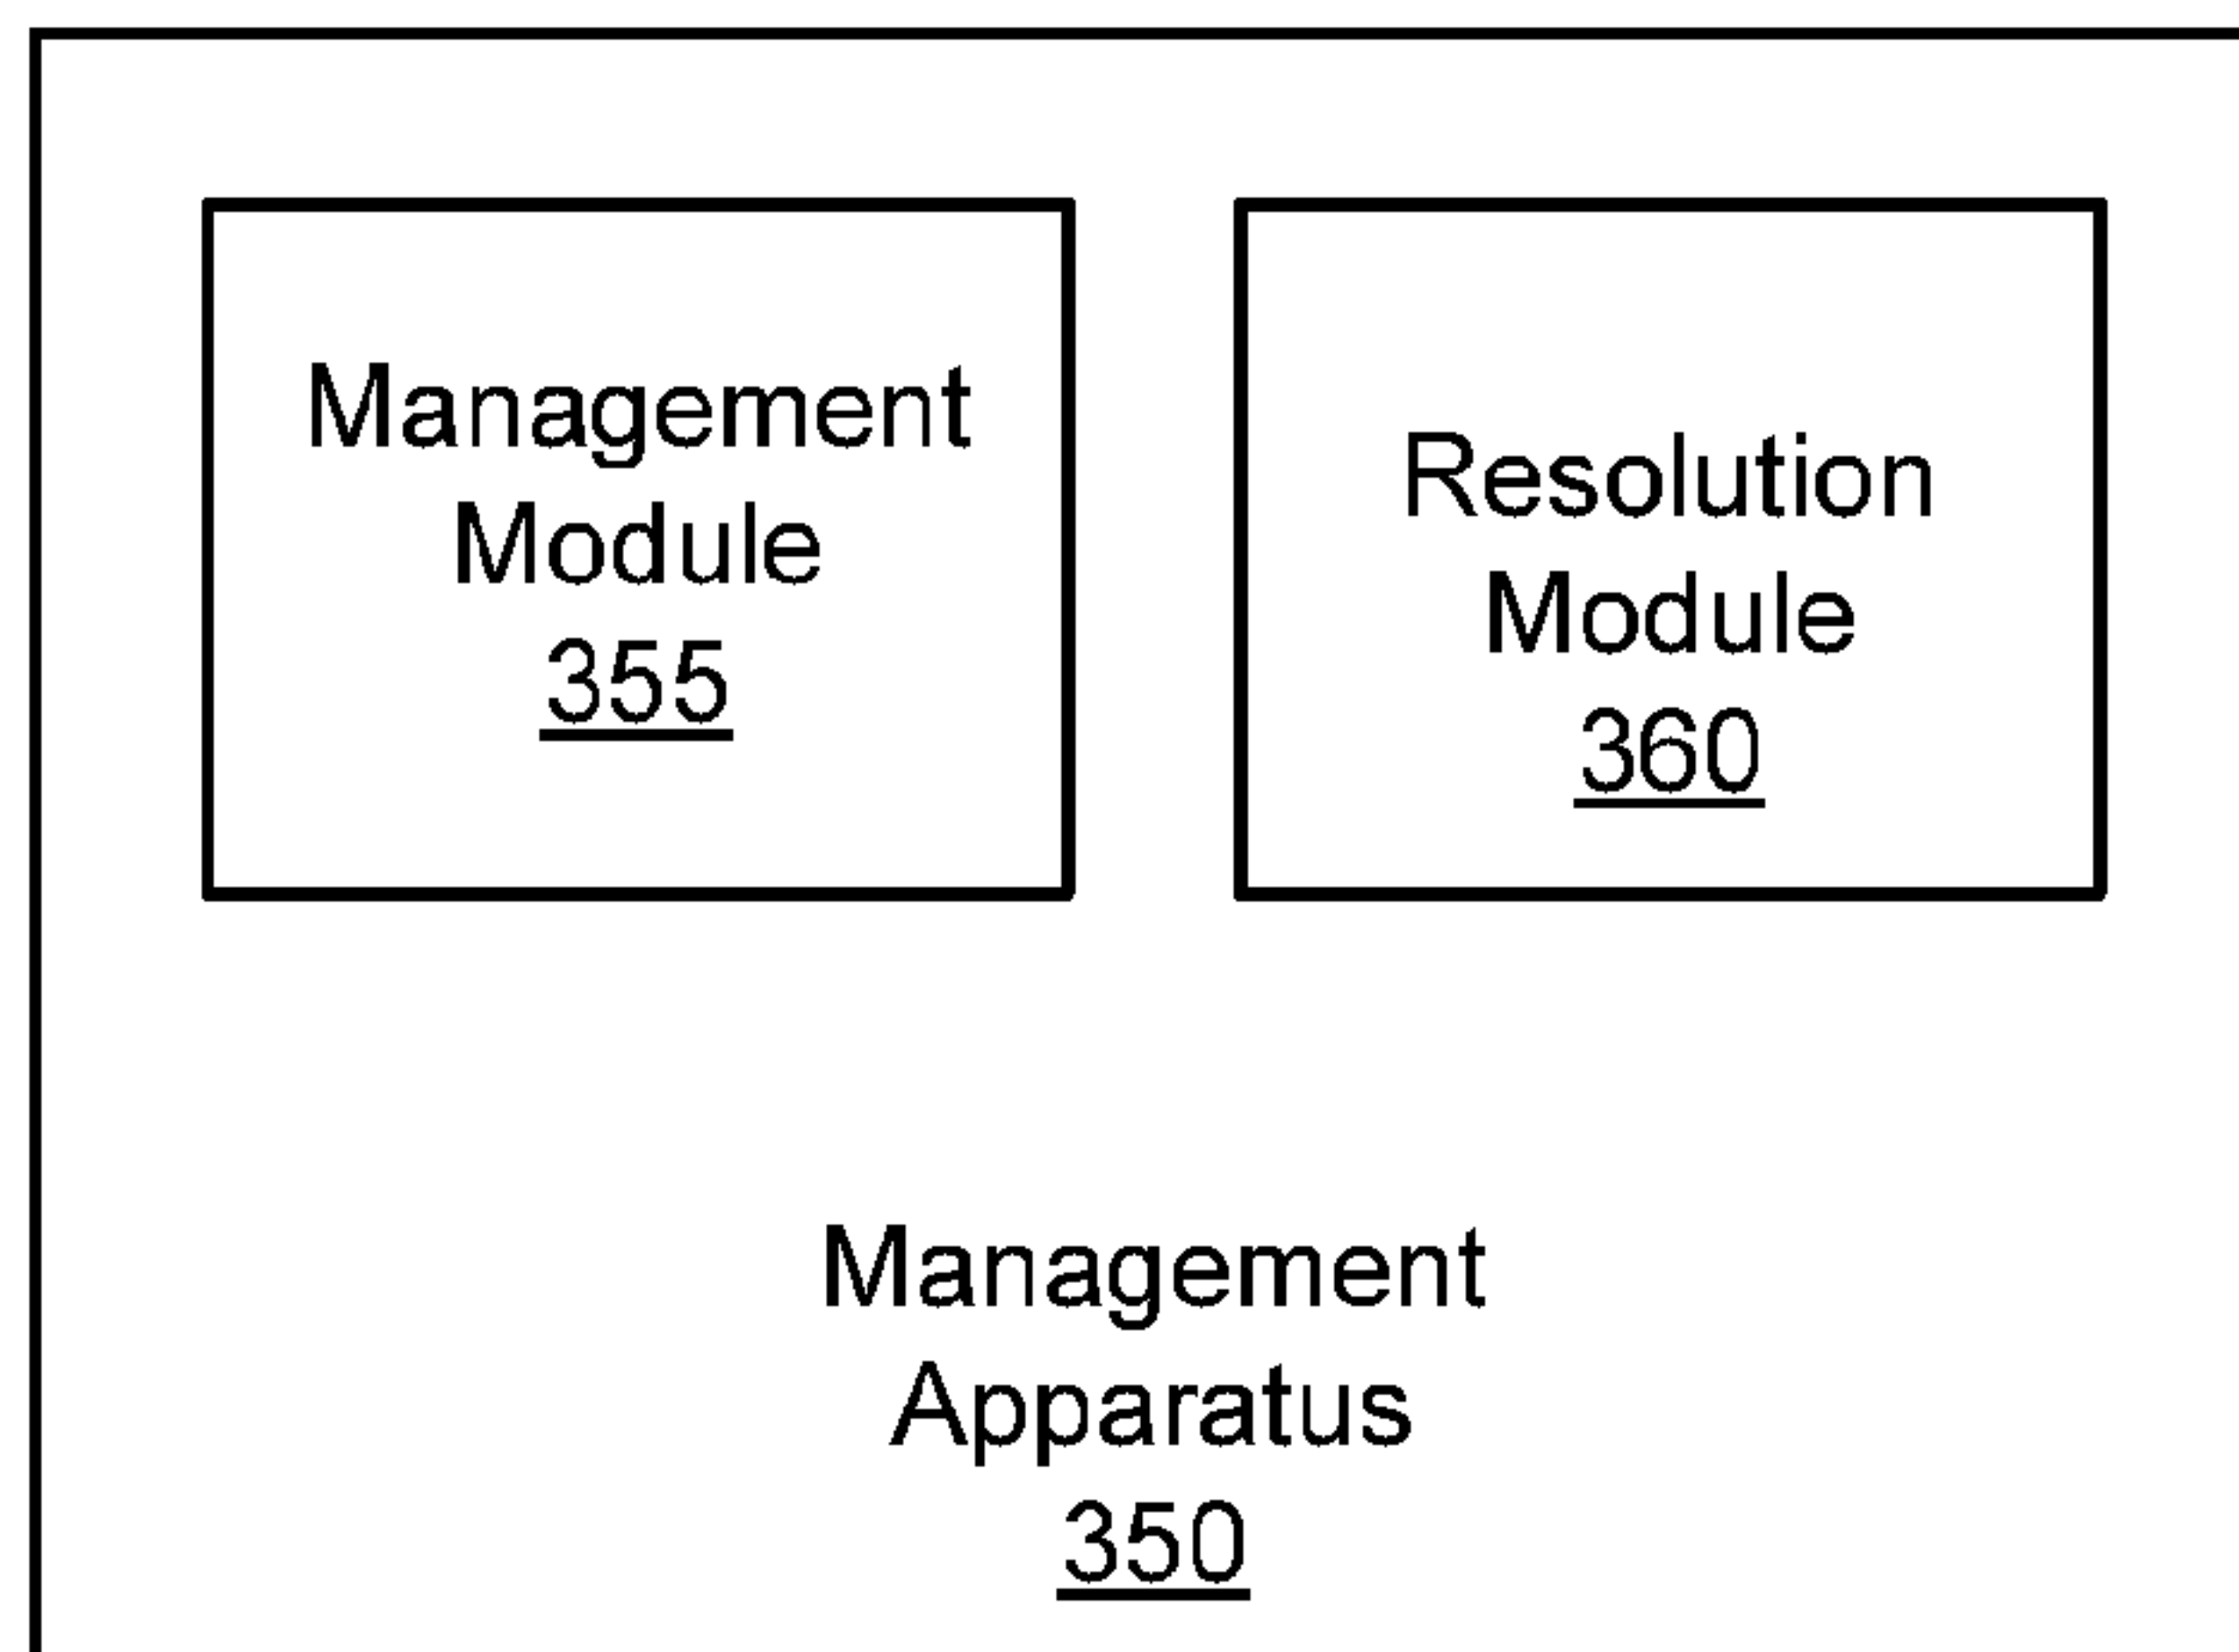 Management
Module
355
Resolution
Module
360
Management
Apparatus
350